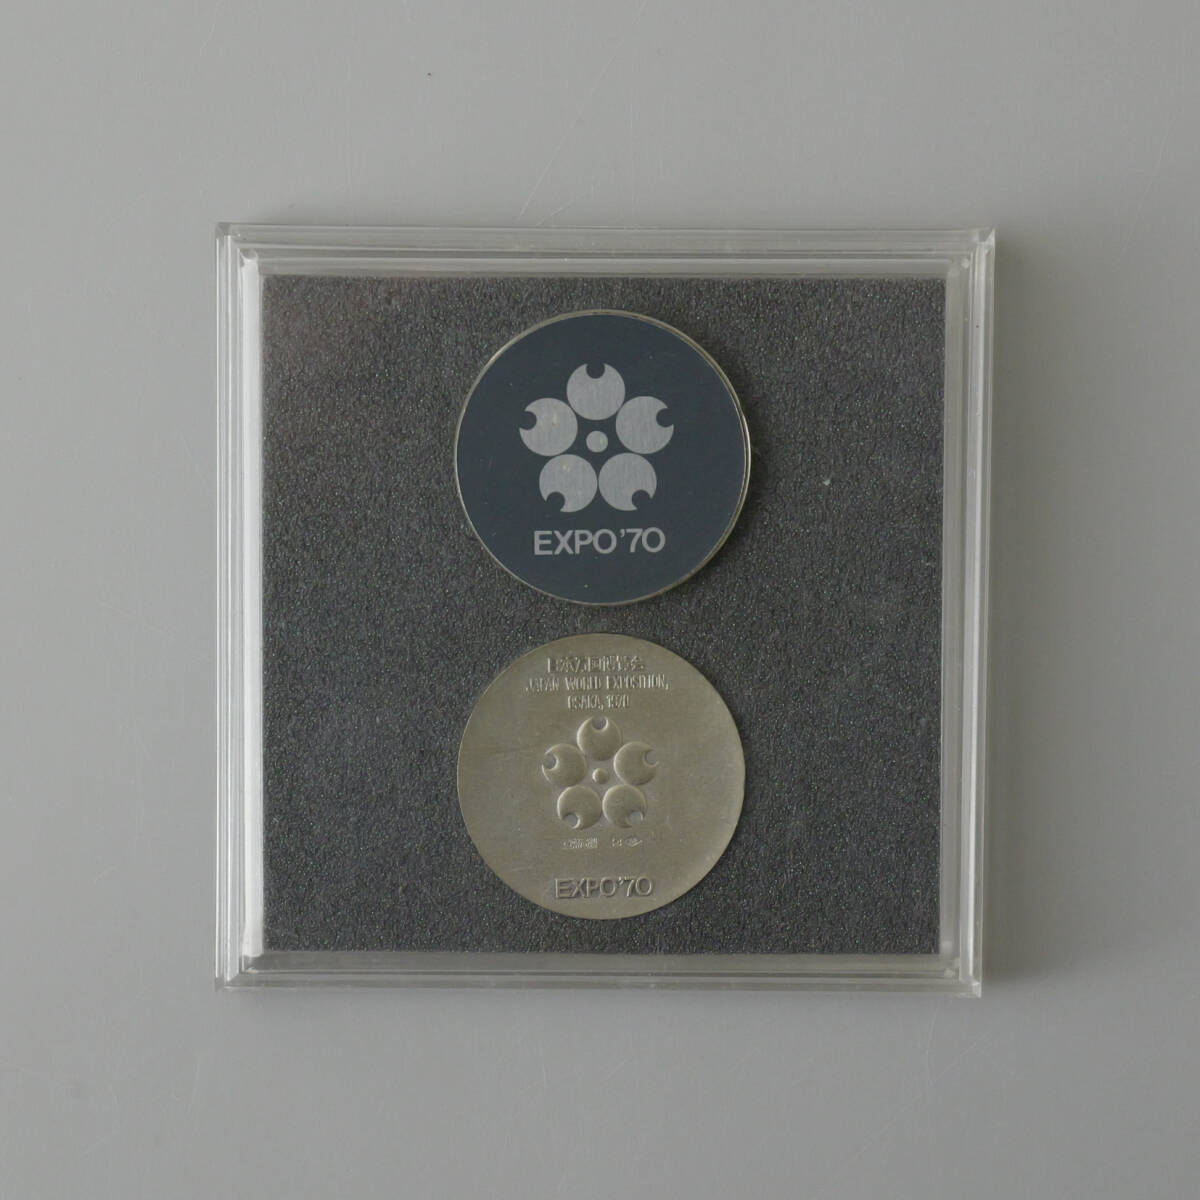 EXPO'70
日本万国博覧会
JAPAN WORLD EXPOSITION,
OSAKA, 1970
EXPO'70